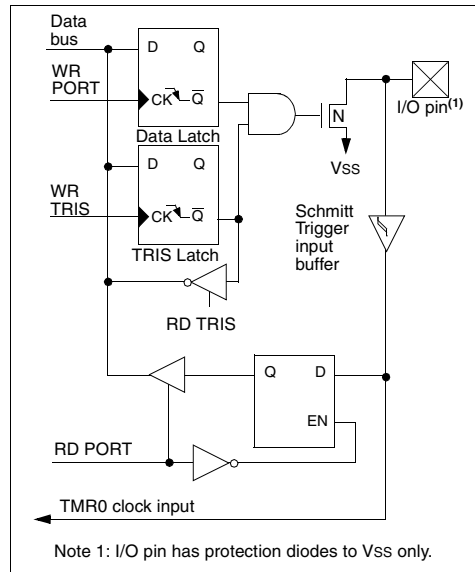 Data
bus
D Q
WR
PORT
CK Q
Data Latch
N
I/O pin(1)
VSS
D Q
WR
TRIS
CK Q
TRIS Latch
Schmitt
Trigger
input
buffer
RD TRIS
Q D
EN
RD PORT
TMR0 clock input
Note 1: I/O pin has protection diodes to VSS only.